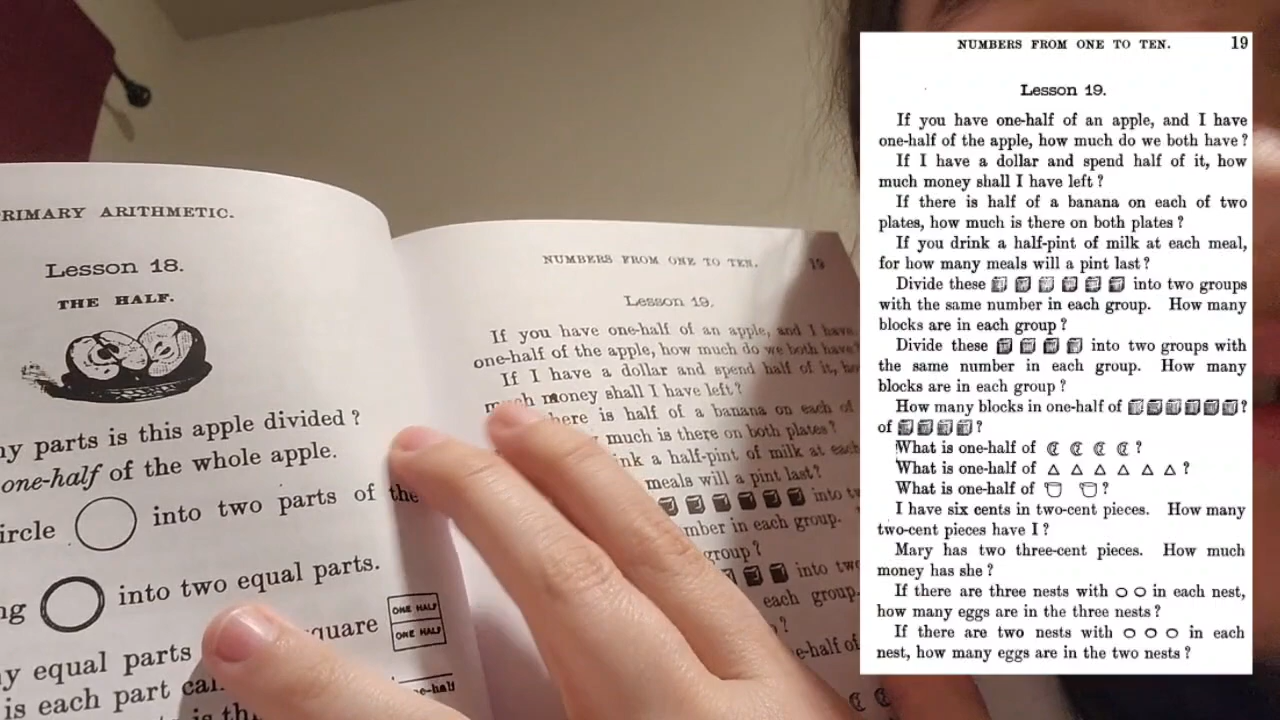 RIMARY ARITHMETIC.
Lesson 18.
THE HALF.
ny parts is this apple divided ?
one-half of the whole apple.
ircle into two parts of the
ng into two equal parts.
y equal parts square
ONE HALF
ONE HALF
is each part cal
e-half
is th
NUMBERS FROM ONE TO TEN. 19
Lesson 19.
If you have one-half of an apple, and I have
one-half of the apple, how much do we both have?
If I have a dollar and spend half of it, ho
much money shall I have left?
here is half of a banana on each of
much is there on both plates?
ink a half-pint of milk at each
meals will a pint last?
into tw
mber in each group.
group?
into two
each group.
?
e-half of
NUMBERS FROM ONE TO TEN. 19
Lesson 19.
If you have one-half of an apple, and I have
one-half of the apple, how much do we both have ?
If I have a dollar and spend half of it, how
much money shall I have left ?
If there is half of a banana on each of two
plates, how much is there on both plates ?
If you drink a half-pint of milk at each meal,
for how many meals will a pint last?
Divide these into two groups
with the same number in each group. How many
blocks are in each group ?
Divide these into two groups with
the same number in each group. How many
blocks are in each group ?
How many blocks in one-half of ?
of ?
What is one-half of ?
What is one-half of ?
What is one-half of ?
I have six cents in two-cent pieces. How many
two-cent pieces have I ?
Mary has two three-cent pieces. How much
money has she ?
If there are three nests with in each nest,
how many eggs are in the three nests ?
If there are two nests with in each
nest, how many eggs are in the two nests ?